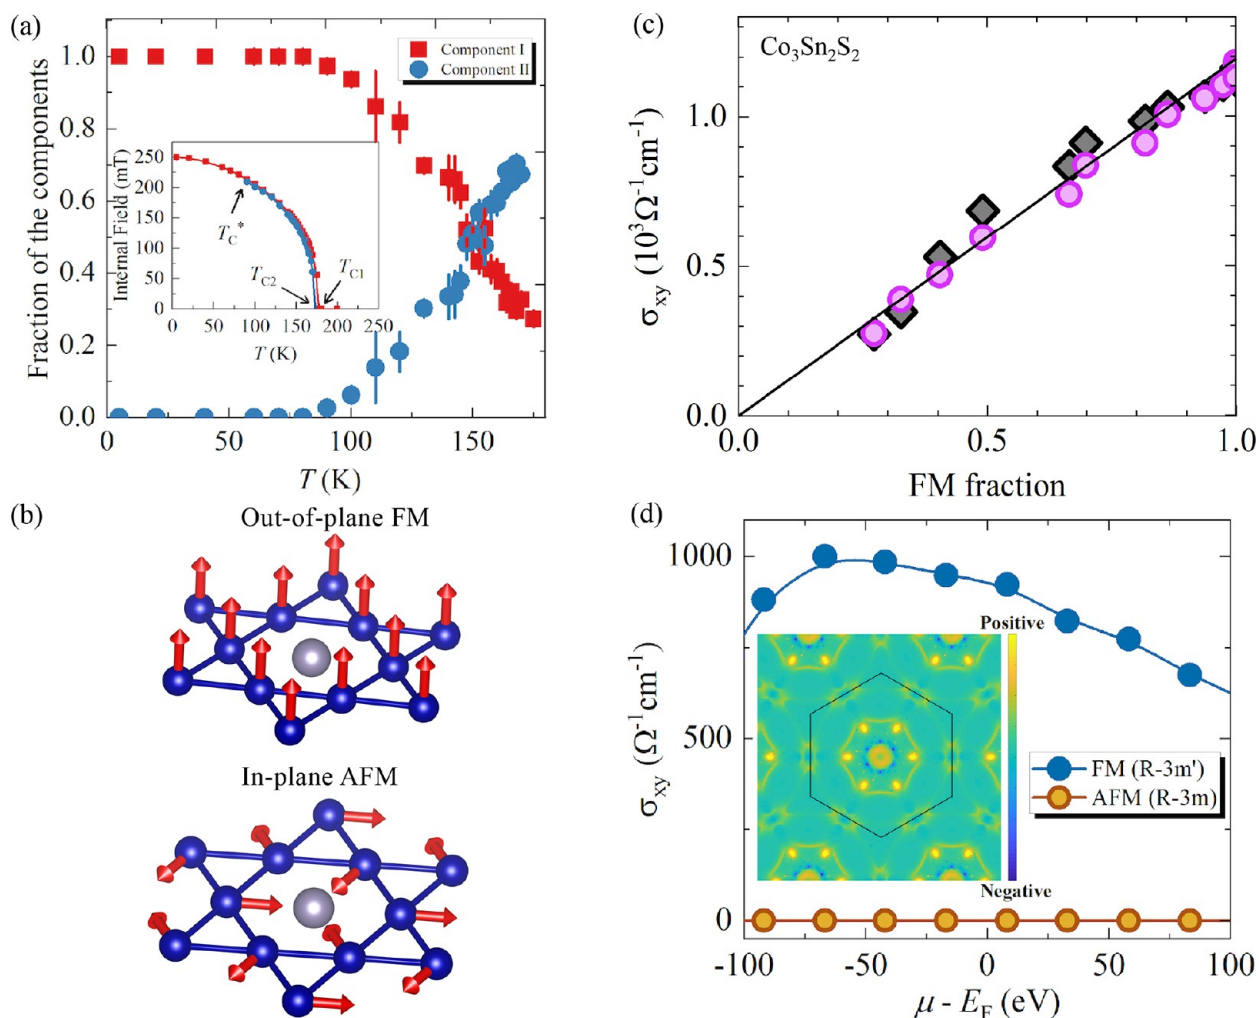 (a)
Fraction of the components
1.0
0.8
0.6
0.4
0.2
0.0
0
50
100
150
T (K)
Component I
Component II
Internal Field (mT)
250
200
150
100
50
0
0
50
100
150
200
250
T (K)
T_C*
T_C2
T_C1
(b)
Out-of-plane FM
In-plane AFM
(c)
Co₃Sn₂S₂
σ_xy (10³Ω⁻¹cm⁻¹)
1.0
0.5
0.0
0.0
0.5
1.0
FM fraction
(d)
σ_xy (Ω⁻¹cm⁻¹)
1000
500
0
Positive
Negative
FM (R-3m')
AFM (R-3m)
-100
-50
0
50
100
μ - E_F (eV)